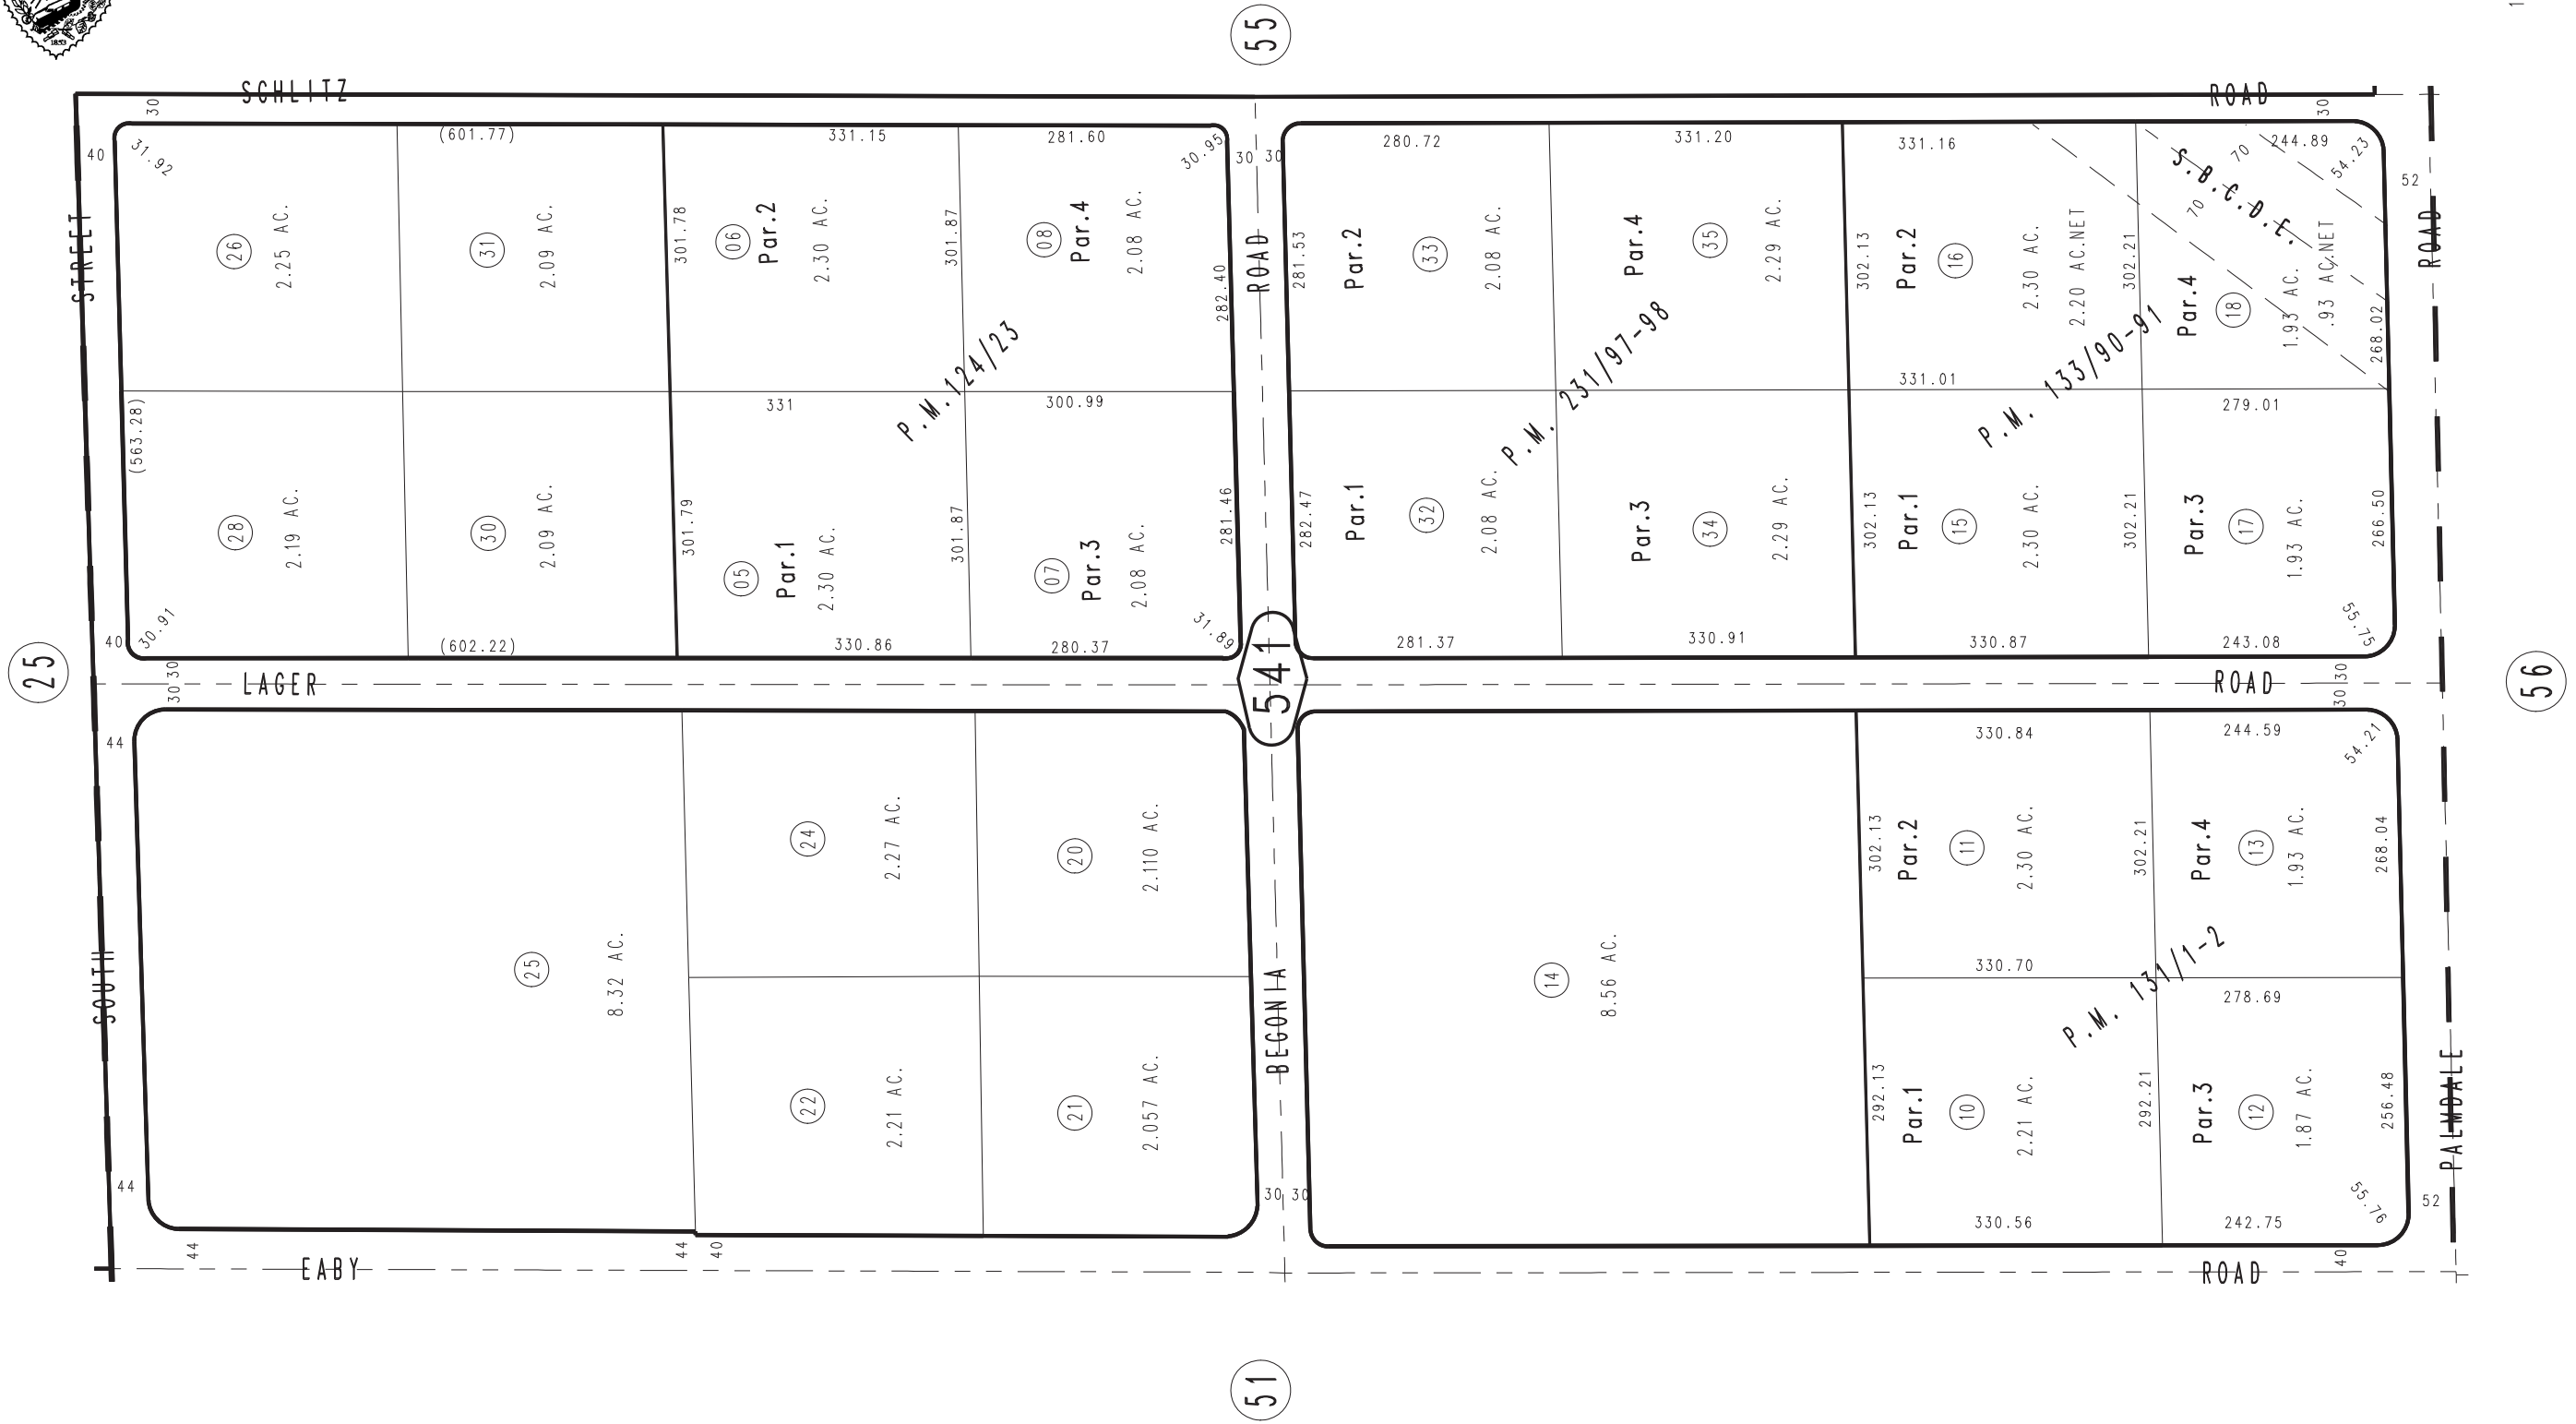 1853
1
55
SCHLITZ ROAD
30
30
(601.77)
331.15
281.60
30 30
280.72
331.20
331.16
244.89
40
31.92
30.95
54.23
52
STREET
26
2.25 AC.
31
2.09 AC.
301.78
06
Par.2
2.30 AC.
301.87
08
Par.4
2.08 AC.
282.40
ROAD
281.53
Par.2
33
2.08 AC.
Par.4
35
2.29 AC.
302.13
Par.2
16
2.30 AC.
2.20 AC.NET
302.21
Par.4
18
1.93 AC.
.93 AC.NET
268.02
S.B.C.D.E.
70
70
ROAD
P.M.124/23
P.M. 231/97-98
P.M. 133/90-91
(563.28)
331
300.99
331.01
279.01
28
2.19 AC.
30
2.09 AC.
301.79
05
Par.1
2.30 AC.
301.87
07
Par.3
2.08 AC.
281.46
282.47
Par.1
32
2.08 AC.
Par.3
34
2.29 AC.
302.13
Par.1
15
2.30 AC.
302.21
Par.3
17
1.93 AC.
266.50
40
30.91
(602.22)
330.86
280.37
31.89
281.37
330.91
330.87
243.08
55.75
25
30 30
LAGER ROAD
541
30 30
56
44
330.84
244.59
54.21
24
2.27 AC.
20
2.110 AC.
302.13
Par.2
11
2.30 AC.
302.21
Par.4
13
1.93 AC.
268.04
SOUTH
25
8.32 AC.
BEGONIA
14
8.56 AC.
330.70
278.69
P.M. 131/1-2
22
2.21 AC.
21
2.057 AC.
292.13
Par.1
10
2.21 AC.
292.21
Par.3
12
1.87 AC.
256.48
PALMDALE
44
30 30
330.56
242.75
55.76
52
44
44
40
40
EABY ROAD
51